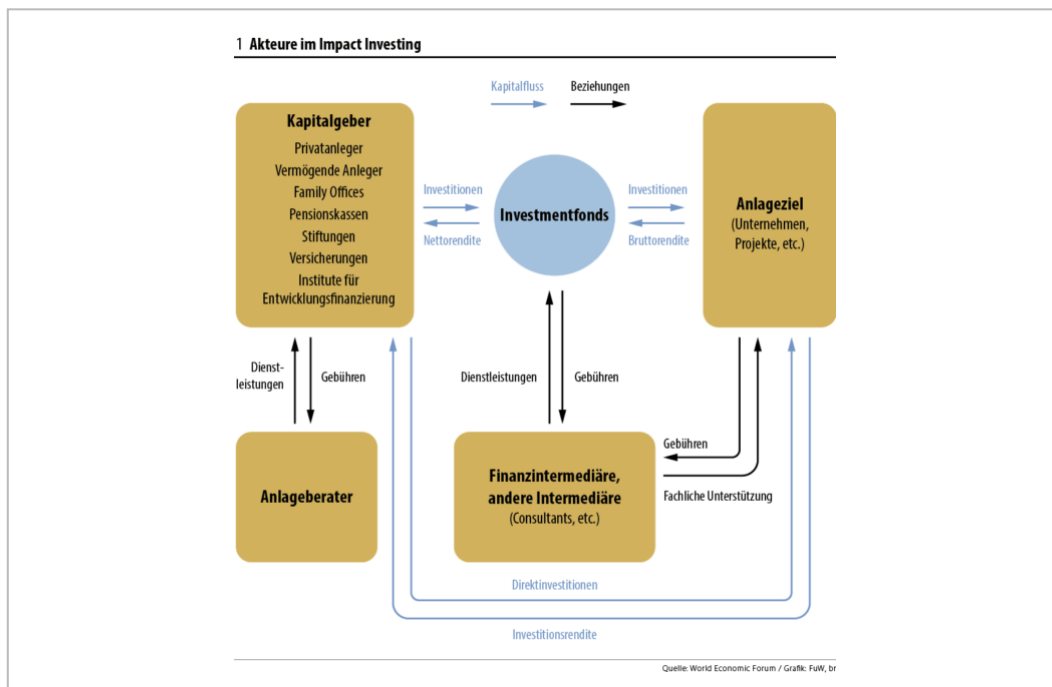 1 Akteure im Impact Investing
Kapitalfluss
Beziehungen
Kapitalgeber
Privatanleger
Vermögende Anleger
Family Offices
Pensionskassen
Stiftungen
Versicherungen
Institute für
Entwicklungsfinanzierung
Investitionen
Nettorendite
Investmentfonds
Investitionen
Bruttorendite
Anlageziel
(Unternehmen,
Projekte, etc.)
Dienst-
leistungen
Gebühren
Dienstleistungen
Gebühren
Gebühren
Fachliche Unterstützung
Anlageberater
Finanzintermediäre,
andere Intermediäre
(Consultants, etc.)
Direktinvestitionen
Investitionsrendite
Quelle: World Economic Forum / Grafik: FuW, br